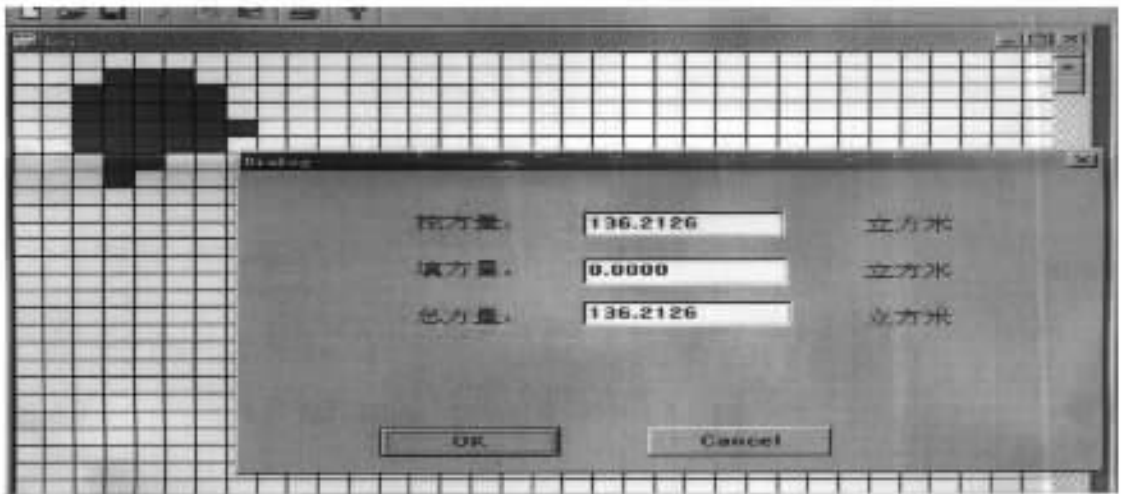 Dialog
挖方量: 136.2126 立方米
填方量: 0.0000 立方米
总方量: 136.2126 立方米
OK Cancel